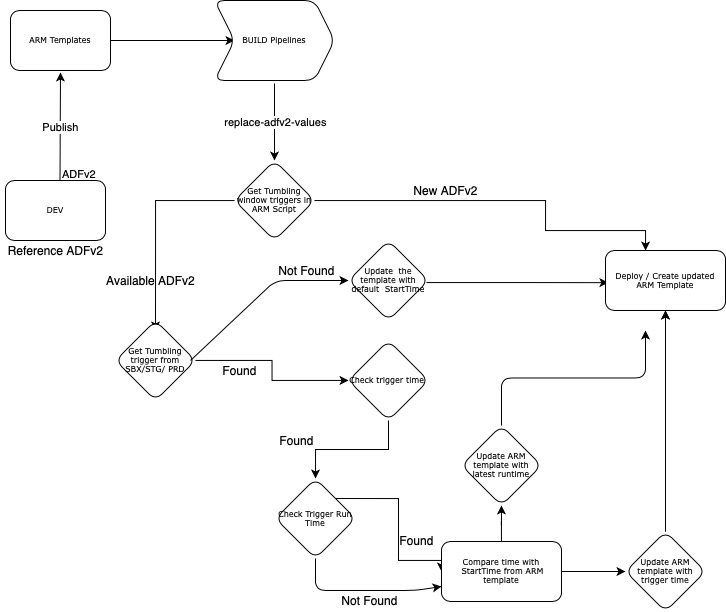 ARM Templates
BUILD Pipelines
Publish
replace-adfv2-values
ADFv2
DEV
Reference ADFv2
Get Tumbling
window triggers in
ARM Script
New ADFv2
Available ADFv2
Not Found
Update the
template with
default StartTime
Deploy / Create updated
ARM Template
Get Tumbling
trigger from
SBX/STG/ PRD
Found
Check trigger time
Found
Update ARM
template with
latest runtime
Check Trigger Run
Time
Found
Compare time with
StartTime from ARM
template
Update ARM
template with
trigger time
Not Found